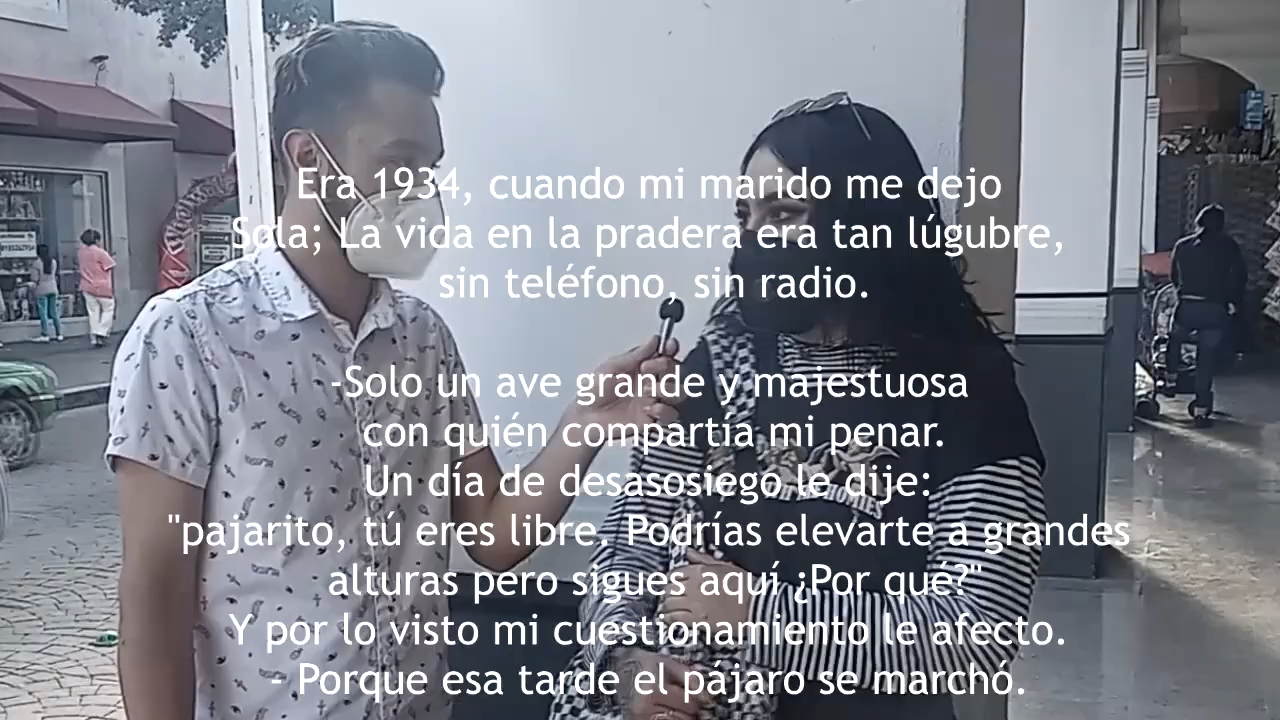 Era 1934, cuando mi marido me dejo
Sola; La vida en la pradera era tan lúgubre,
sin teléfono, sin radio.
-Solo un ave grande y majestuosa
con quién compartía mi penar.
Un día de desasosiego le dije:
"pajarito, tú eres libre. Podrías elevarte a grandes
alturas pero sigues aquí ¿Por qué?"
Y por lo visto mi cuestionamiento le afecto.
- Porque esa tarde el pájaro se marchó.